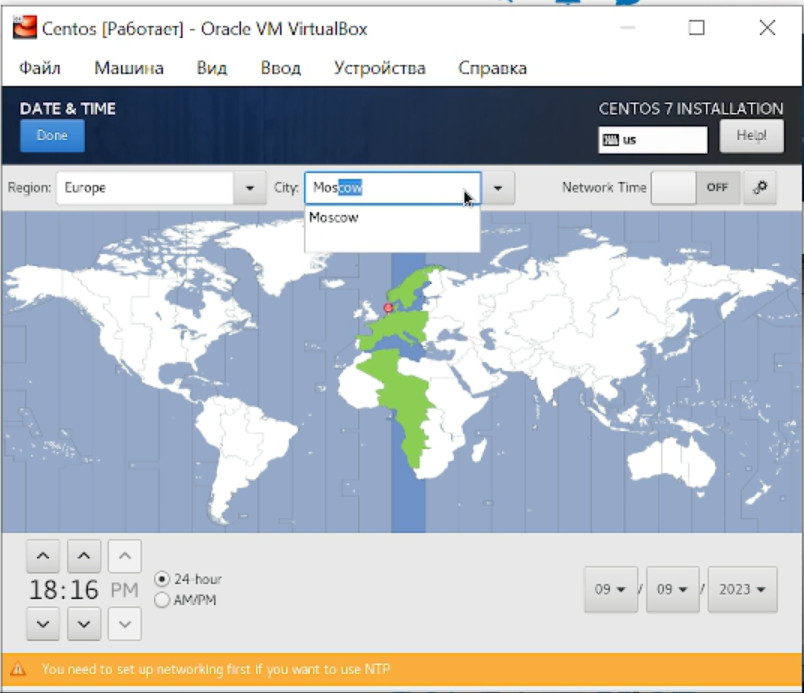 Centos [Работает] - Oracle VM VirtualBox
Файл Машина Вид Ввод Устройства Справка
DATE & TIME
CENTOS 7 INSTALLATION
Done
us
Help!
Region: Europe City: Moscow Network Time OFF
Moscow
18:16 PM
24-hour
AM/PM
09 / 09 / 2023
You need to set up networking first if you want to use NTP